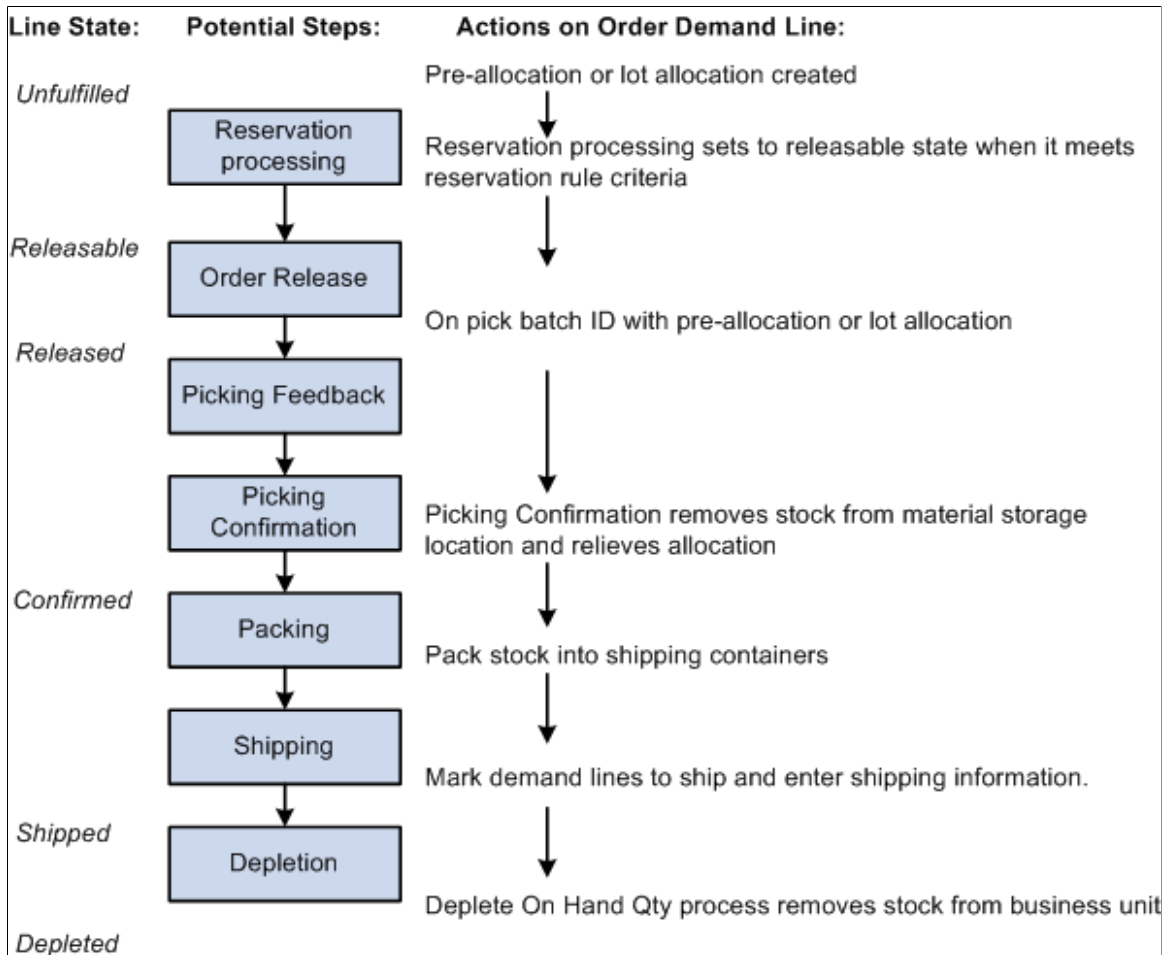 Line State: Potential Steps: Actions on Order Demand Line:
Pre-allocation or lot allocation created
Unfulfilled
Reservation
processing
Reservation processing sets to releasable state when it meets
reservation rule criteria
Releasable
Order Release
On pick batch ID with pre-allocation or lot allocation
Released
Picking Feedback
Picking
Confirmation
Picking Confirmation removes stock from material storage
location and relieves allocation
Confirmed
Packing
Pack stock into shipping containers
Shipping
Mark demand lines to ship and enter shipping information.
Shipped
Depletion
Deplete On Hand Qty process removes stock from business unit
Depleted